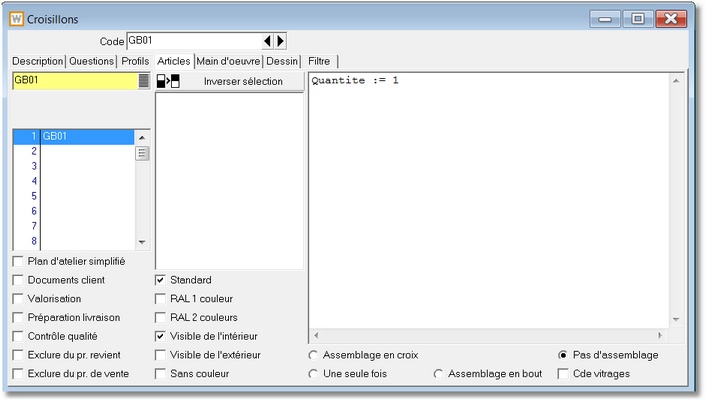 W Croisillons
Code GB01
Description Questions Profils Articles Main d'oeuvre Dessin Filtre
GB01 Inverser sélection Quantite := 1
1 GB01
2
3
4
5
6
7
8
Plan d'atelier simplifié
Documents client Standard
Valorisation RAL 1 couleur
Préparation livraison RAL 2 couleurs
Contrôle qualité Visible de l'intérieur
Exclure du pr. revient Visible de l'extérieur Assemblage en croix Pas d'assemblage
Exclure du pr. de vente Sans couleur Une seule fois Assemblage en bout Cde vitrages